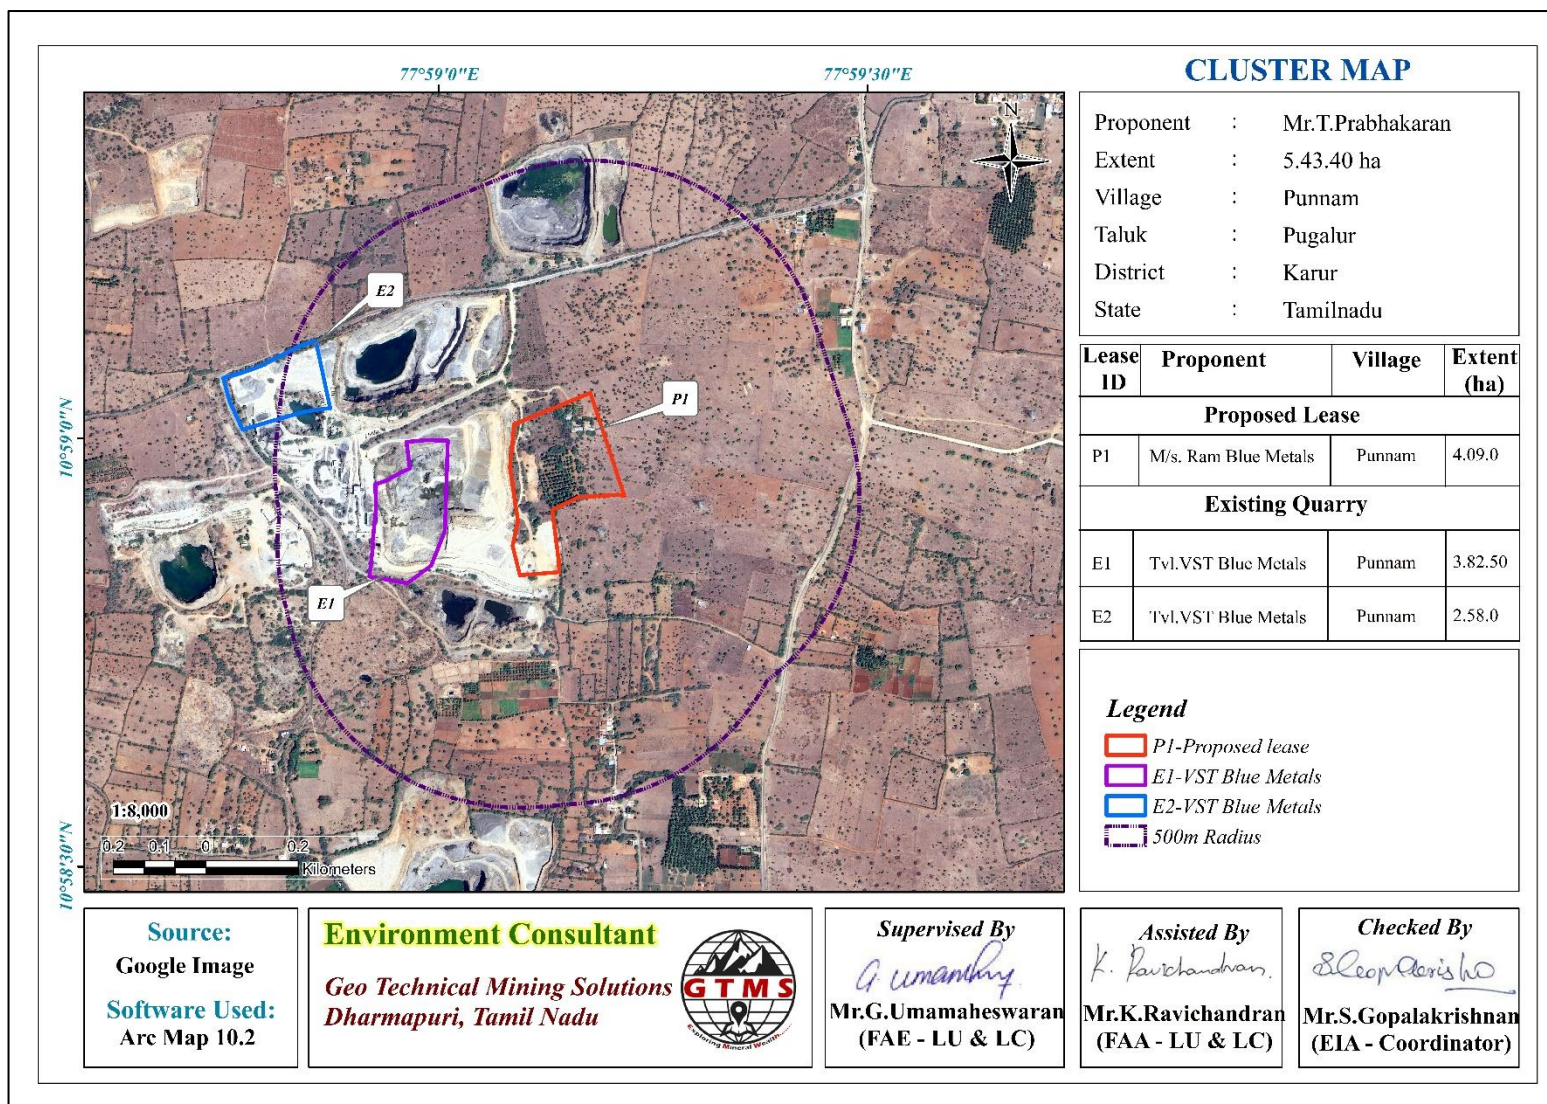 77°59'0"E
77°59'30"E
10°59'0"N
10°58'30"N
N
E2
P1
E1
1:8,000
0.2 0.1 0 0.2
Kilometers
CLUSTER MAP
Proponent : Mr.T.Prabhakaran
Extent : 5.43.40 ha
Village : Punnam
Taluk : Pugalur
District : Karur
State : Tamilnadu
Lease ID Proponent Village Extent (ha)
Proposed Lease
P1 M/s. Ram Blue Metals Punnam 4.09.0
Existing Quarry
E1 Tvl.VST Blue Metals Punnam 3.82.50
E2 Tvl.VST Blue Metals Punnam 2.58.0
Legend
P1-Proposed lease
E1-VST Blue Metals
E2-VST Blue Metals
500m Radius
Source:
Google Image
Software Used:
Arc Map 10.2
Environment Consultant
Geo Technical Mining Solutions
Dharmapuri, Tamil Nadu
GTMS
Exploring Mineral Wealth......
Supervised By
Mr.G.Umamaheswaran
(FAE - LU & LC)
Assisted By
K. Ravichandran.
Mr.K.Ravichandran
(FAA - LU & LC)
Checked By
Mr.S.Gopalakrishnan
(EIA - Coordinator)